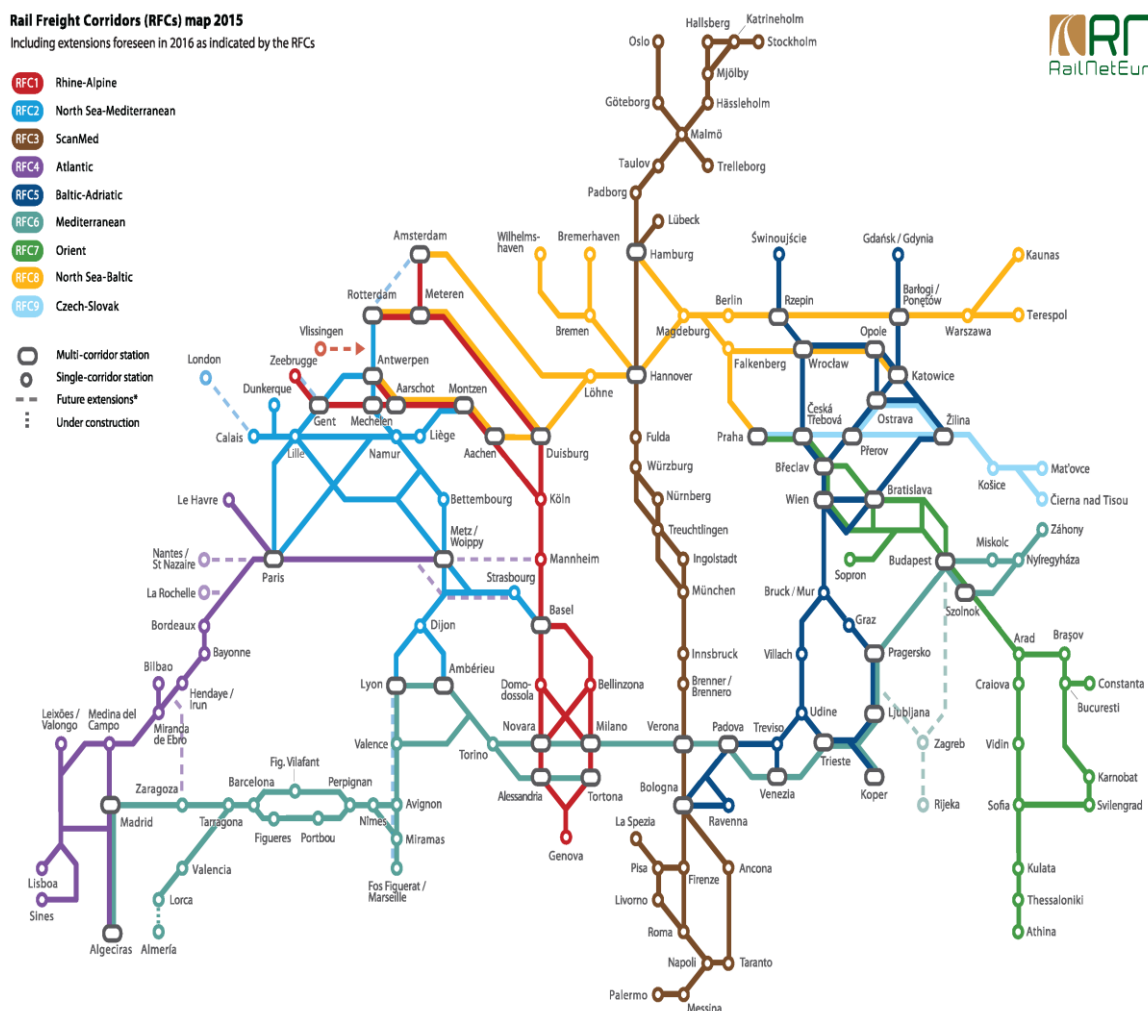 Rail Freight Corridors (RFCs) map 2015
Including extensions foreseen in 2016 as indicated by the RFCs
RFC1 Rhine-Alpine
RFC2 North Sea-Mediterranean
RFC3 ScanMed
RFC4 Atlantic
RFC5 Baltic-Adriatic
RFC6 Mediterranean
RFC7 Orient
RFC8 North Sea-Baltic
RFC9 Czech-Slovak
Multi-corridor station
Single-corridor station
Future extensions*
Under construction
RailNetEur
Oslo
Hallsberg
Katrineholm
Stockholm
Mjölby
Göteborg
Hässleholm
Malmö
Taulov
Trelleborg
Padborg
Lübeck
Amsterdam
Wilhelms-
haven
Bremerhaven
Hamburg
Świnoujście
Gdańsk / Gdynia
Kaunas
Rotterdam
Meteren
Bremen
Magdeburg
Berlin
Rzepin
Barłogi /
Ponętów
Warszawa
Terespol
Vlissingen
London
Zeebrugge
Antwerpen
Dunkerque
Aarschot
Montzen
Löhne
Hannover
Falkenberg
Wrocław
Opole
Katowice
Calais
Gent
Mechelen
Lille
Namur
Liège
Aachen
Duisburg
Fulda
Praha
Česká
Třebová
Ostrava
Přerov
Žilina
Würzburg
Břeclav
Košice
Mat'ovce
Le Havre
Bettembourg
Köln
Nürnberg
Wien
Bratislava
Čierna nad Tisou
Treuchtlingen
Nantes /
St Nazaire
Paris
Metz /
Woippy
Mannheim
Ingolstadt
Sopron
Budapest
Miskolc
Záhony
Nyfregyháza
La Rochelle
Strasbourg
München
Bruck / Mur
Szolnok
Bordeaux
Dijon
Basel
Graz
Bayonne
Innsbruck
Villach
Pragersko
Arad
Braşov
Bilbao
Hendaye /
Irun
Lyon
Ambérieu
Domo-
dossola
Bellinzona
Brenner /
Brennero
Craiova
Constanta
Bucuresti
Leixões /
Valongo
Medina del
Campo
Miranda
de Ebro
Valence
Torino
Novara
Milano
Verona
Padova
Treviso
Udine
Ljubljana
Trieste
Zagreb
Vidin
Zaragoza
Barcelona
Fig. Vilafant
Perpignan
Alessandria
Tortona
Bologna
Venezia
Koper
Karnobat
Madrid
Tarragona
Figueres
Portbou
Nîmes
Avignon
Ravenna
Rijeka
Sofia
Svilengrad
Miramas
Genova
La Spezia
Lisboa
Valencia
Fos Figuerat /
Marseille
Pisa
Firenze
Ancona
Kulata
Sines
Lorca
Livorno
Thessaloniki
Algeciras
Almería
Roma
Athina
Napoli
Taranto
Palermo
Messina